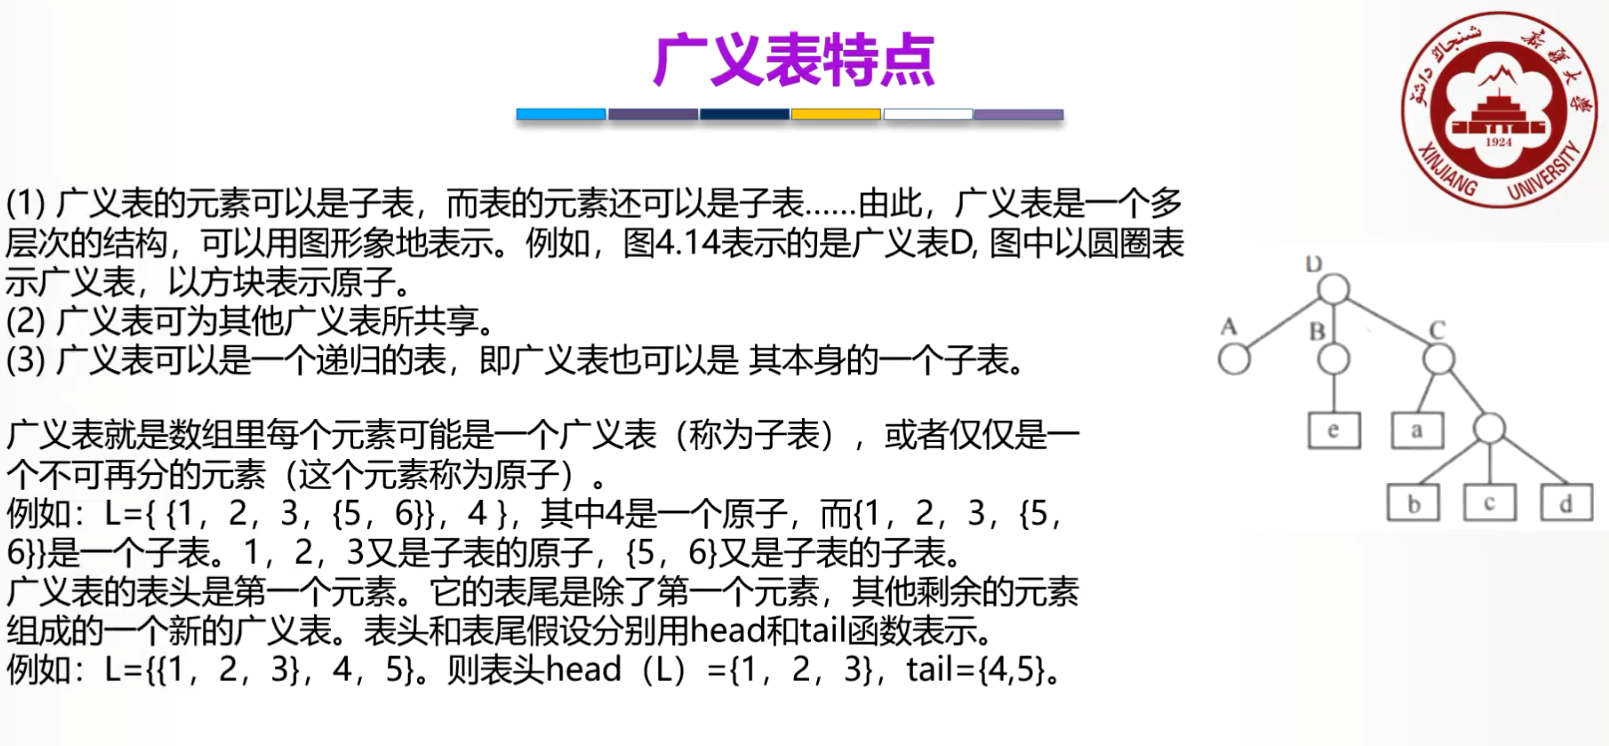 广义表特点
شىنجاڭ داشۆ
新疆大学
1924
XINJIANG UNIVERSITY
(1) 广义表的元素可以是子表，而表的元素还可以是子表……由此，广义表是一个多
层次的结构，可以用图形象地表示。例如，图4.14表示的是广义表D, 图中以圆圈表
示广义表，以方块表示原子。
(2) 广义表可为其他广义表所共享。
(3) 广义表可以是一个递归的表，即广义表也可以是 其本身的一个子表。
广义表就是数组里每个元素可能是一个广义表（称为子表），或者仅仅是一
个不可再分的元素（这个元素称为原子）。
例如：L={ {1，2，3，{5，6}}，4 }，其中4是一个原子，而{1，2，3，{5，
6}}是一个子表。1，2，3又是子表的原子，{5，6}又是子表的子表。
广义表的表头是第一个元素。它的表尾是除了第一个元素，其他剩余的元素
组成的一个新的广义表。表头和表尾假设分别用head和tail函数表示。
例如：L={{1，2，3}，4，5}。则表头head（L）={1，2，3}，tail={4,5}。
D
A B C
e a
b c d